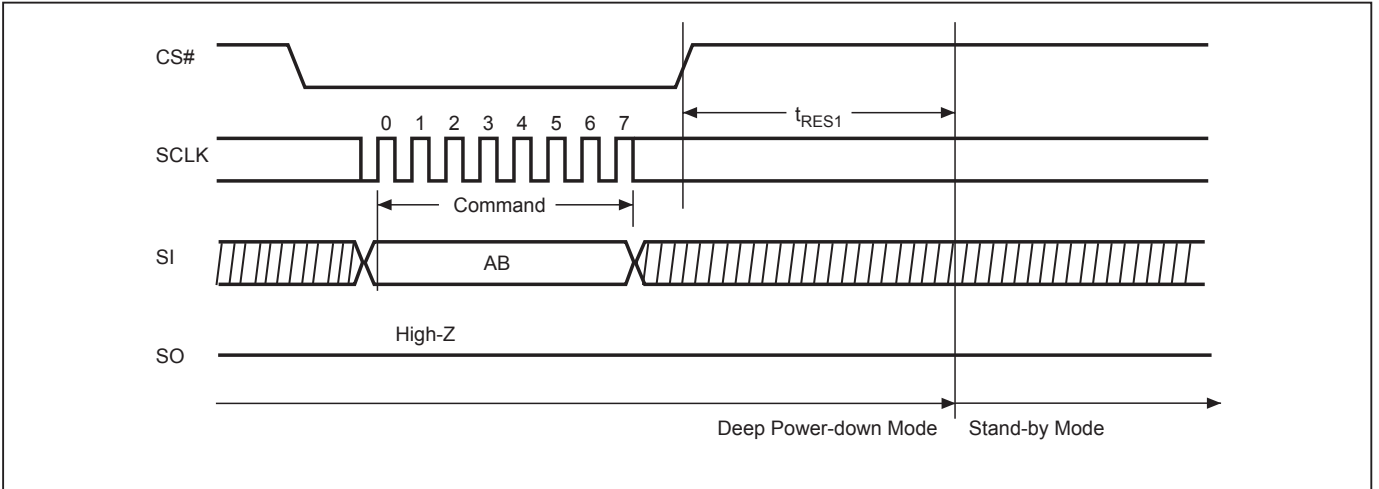 CS#
tRES1
0 1 2 3 4 5 6 7
SCLK
Command
SI
AB
High-Z
SO
Deep Power-down Mode Stand-by Mode